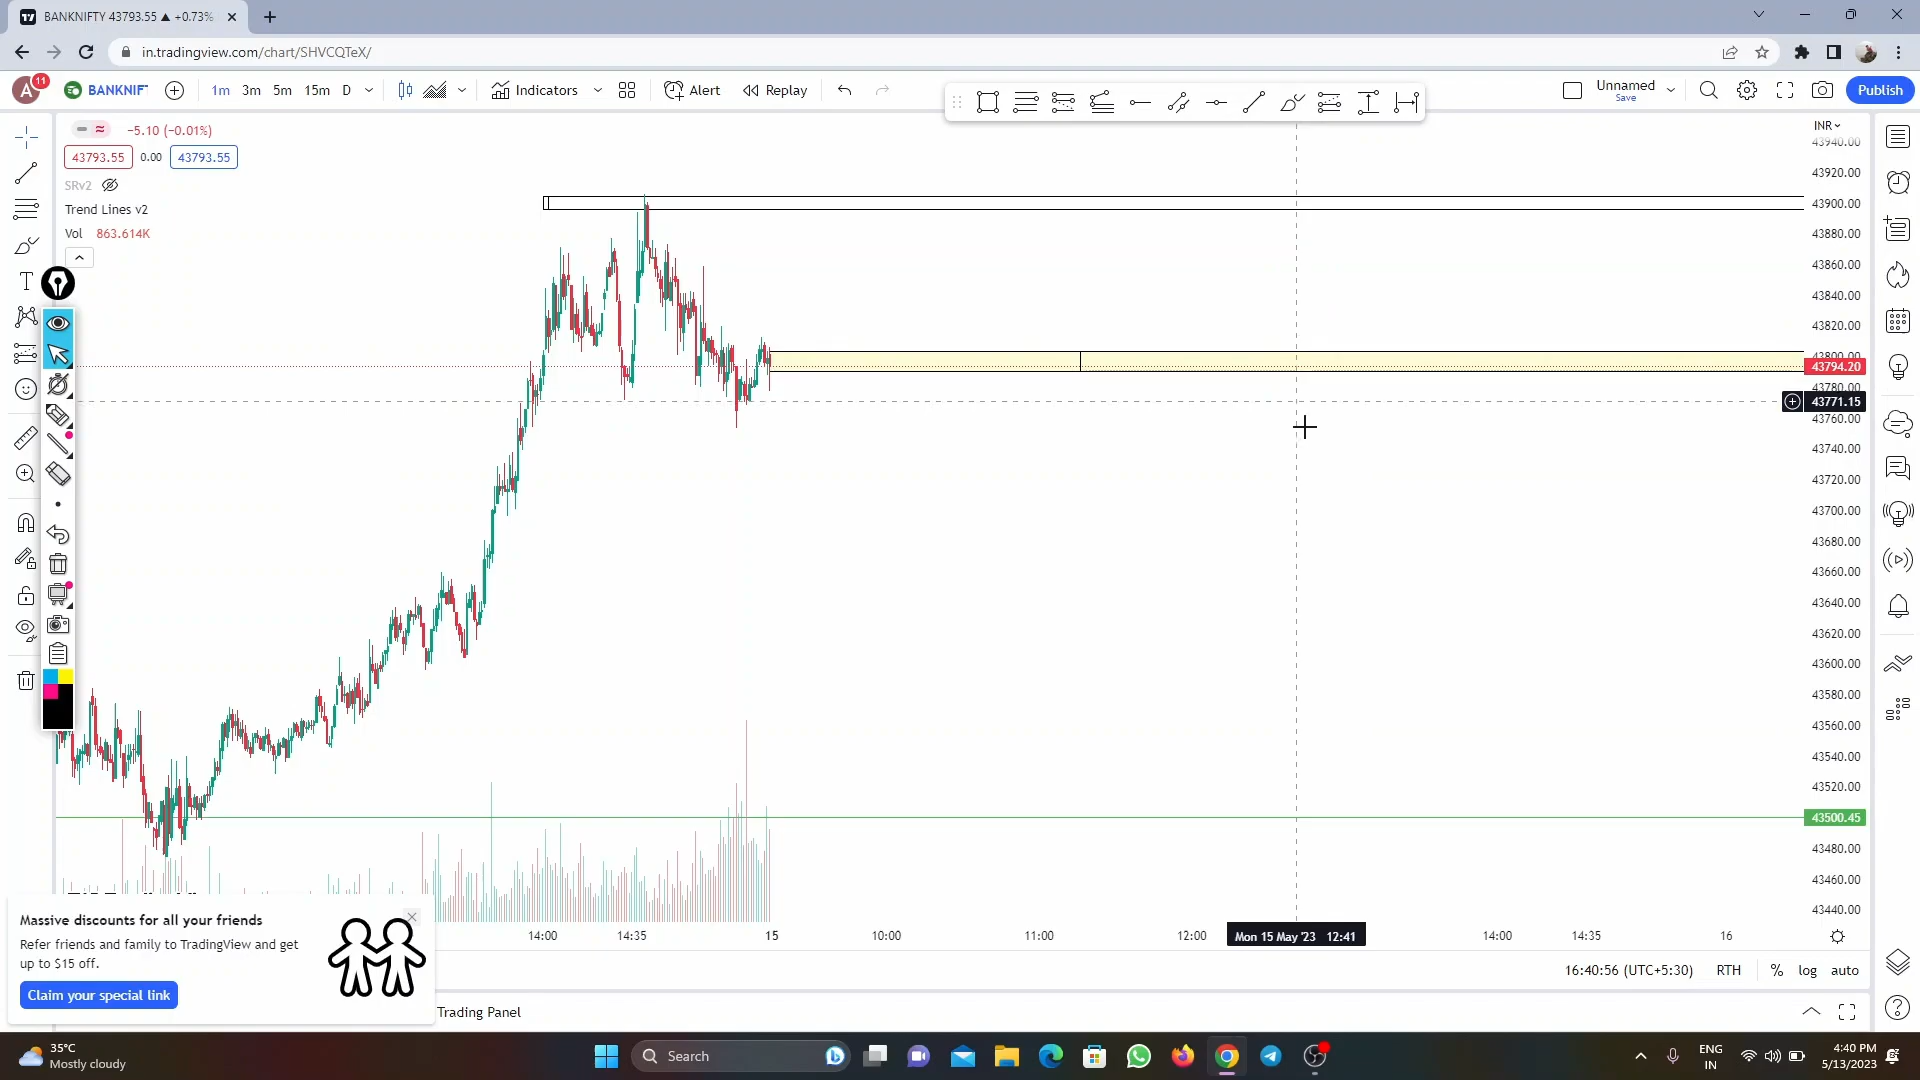 BANKNIFTY 43793.55 ▲ +0.73%
in.tradingview.com/chart/SHVCQTeX/
A 11 BANKNIF 1m 3m 5m 15m D Indicators Alert Replay
Unnamed
Save
Publish
−5.10 (−0.01%)
43793.55 0.00 43793.55
SRv2
Trend Lines v2
Vol 863.614K
INR
43940.00
43920.00
43900.00
43880.00
43860.00
43840.00
43820.00
43800.00
43794.20
43780.00
43771.15
43760.00
43740.00
43720.00
43700.00
43680.00
43660.00
43640.00
43620.00
43600.00
43580.00
43560.00
43540.00
43520.00
43500.45
43480.00
43460.00
43440.00
14:00 14:35 15 10:00 11:00 12:00 Mon 15 May '23 12:41 14:00 14:35 16
Massive discounts for all your friends
Refer friends and family to TradingView and get
up to $15 off.
Claim your special link
16:40:56 (UTC+5:30) RTH % log auto
Trading Panel
35°C
Mostly cloudy
Search
ENG
IN
4:40 PM
5/13/2023